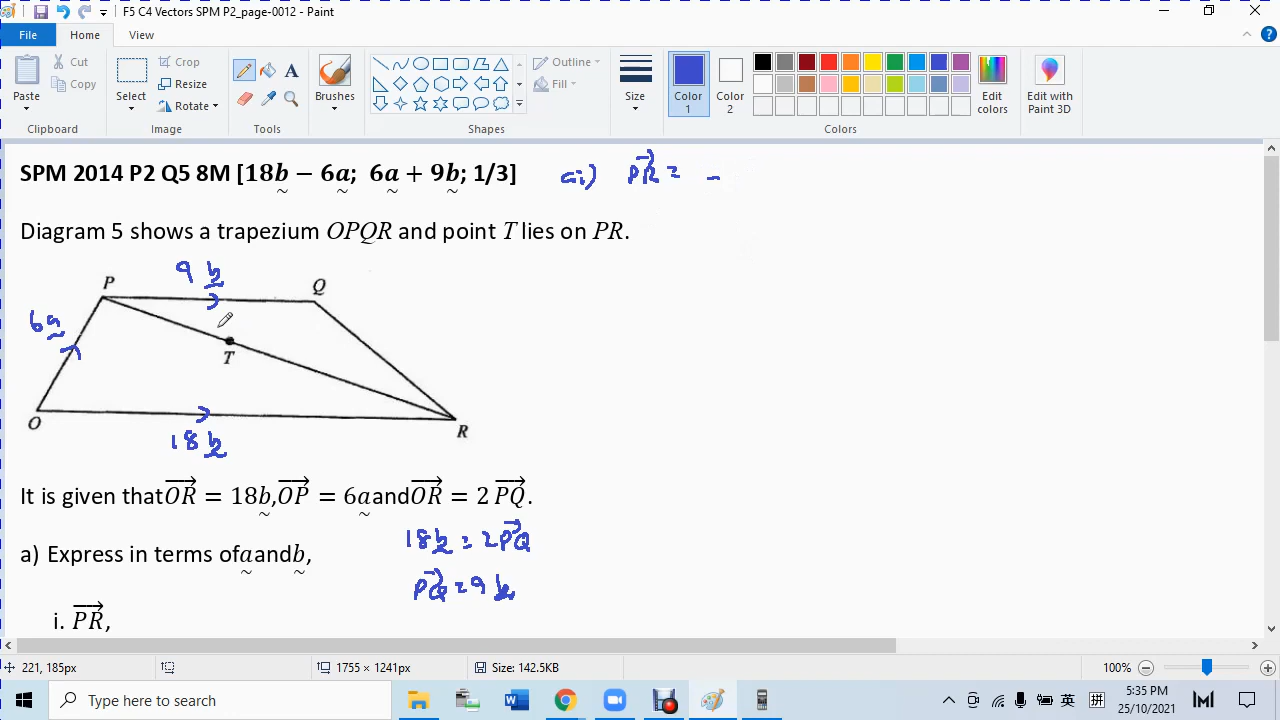 F5 C4 Vectors SPM P2_page-0012 - Paint
File Home View
Paste Cut Copy Clipboard
Select Crop Resize Rotate Image
Tools
Brushes
Outline Fill Shapes
Size
Color 1 Color 2 Edit colors Colors
Edit with Paint 3D
SPM 2014 P2 Q5 8M [18b − 6a; 6a + 9b; 1/3]
ai) PR = −
Diagram 5 shows a trapezium OPQR and point T lies on PR.
9 b
P Q
6a
T
O
R
18 b
It is given that OR = 18b, OP = 6a and OR = 2 PQ.
18b = 2PQ
a) Express in terms of a and b,
PQ = 9 b
i. PR,
221, 185px
1755 × 1241px
Size: 142.5KB
100%
Type here to search
英
拼
5:35 PM
25/10/2021